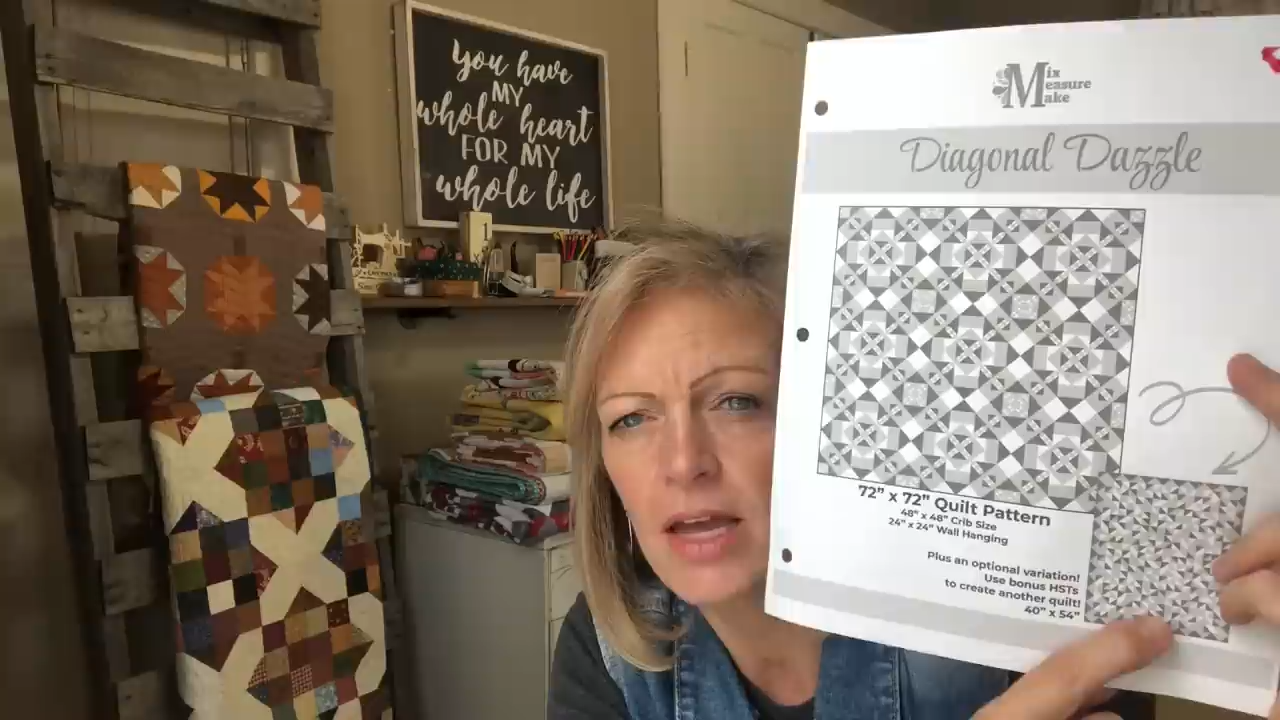 You have
MY
whole heart
FOR MY
whole life
1
Mix
Measure
Make
Diagonal Dazzle
72" x 72" Quilt Pattern
48" x 48" Crib Size
24" x 24" Wall Hanging
Plus an optional variation!
Use bonus HSTs
to create another quilt!
40" x 54"